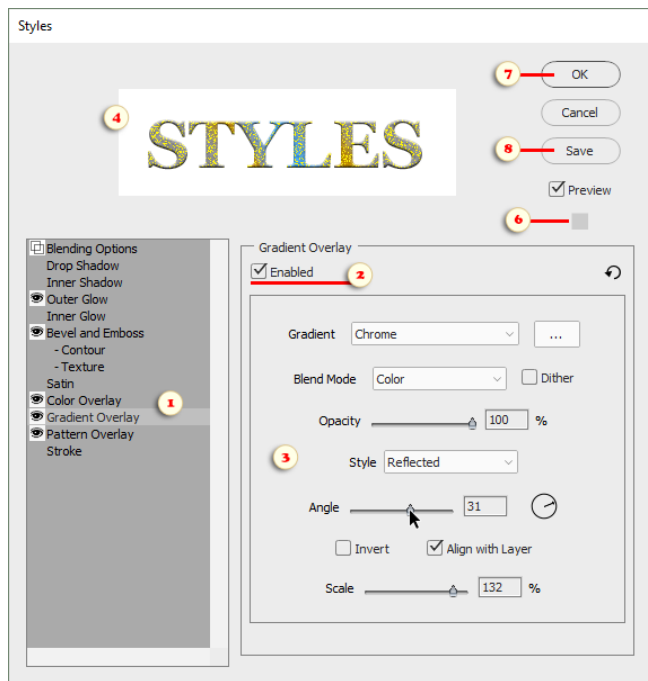 Styles
4
STYLES
7
OK
Cancel
8
Save
Preview
6
Blending Options
Drop Shadow
Inner Shadow
Outer Glow
Inner Glow
Bevel and Emboss
- Contour
- Texture
Satin
Color Overlay
1
Gradient Overlay
Pattern Overlay
Stroke
Gradient Overlay
Enabled
2
Gradient Chrome ...
Blend Mode Color Dither
Opacity 100 %
3
Style Reflected
Angle 31
Invert Align with Layer
Scale 132 %